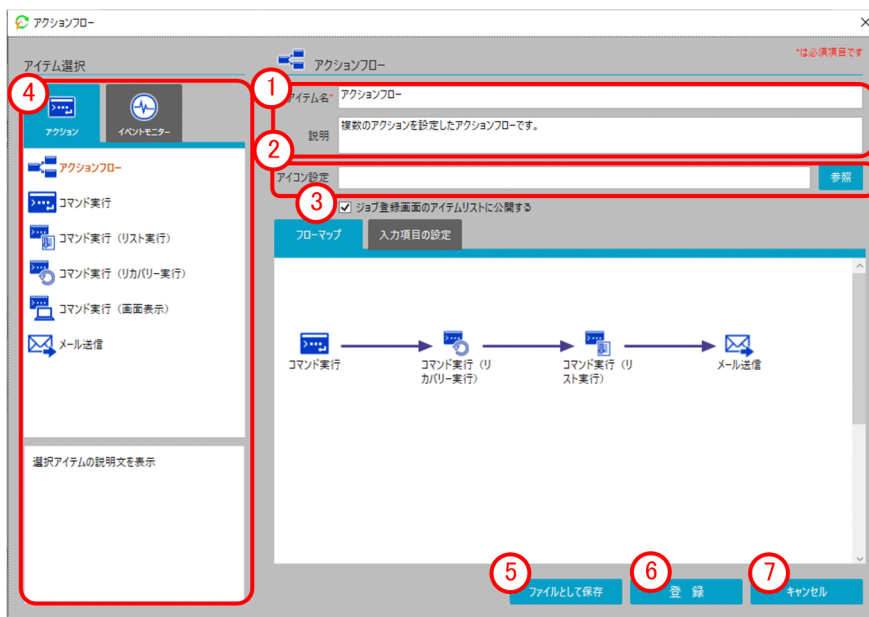 アクションフロー
×
アイテム選択
アクションフロー
*は必須項目です
④
アクション
イベントモニター
①
アイテム名*
アクションフロー
説明
複数のアクションを設定したアクションフローです。
②
アイコン設定
参照
③
ジョブ登録画面のアイテムリストに公開する
アクションフロー
コマンド実行
コマンド実行（リスト実行）
コマンド実行（リカバリー実行）
コマンド実行（画面表示）
メール送信
選択アイテムの説明文を表示
フローマップ
入力項目の設定
コマンド実行
コマンド実行（リ
カバリー実行）
コマンド実行（リ
スト実行）
メール送信
⑤
ファイルとして保存
⑥
登 録
⑦
キャンセル